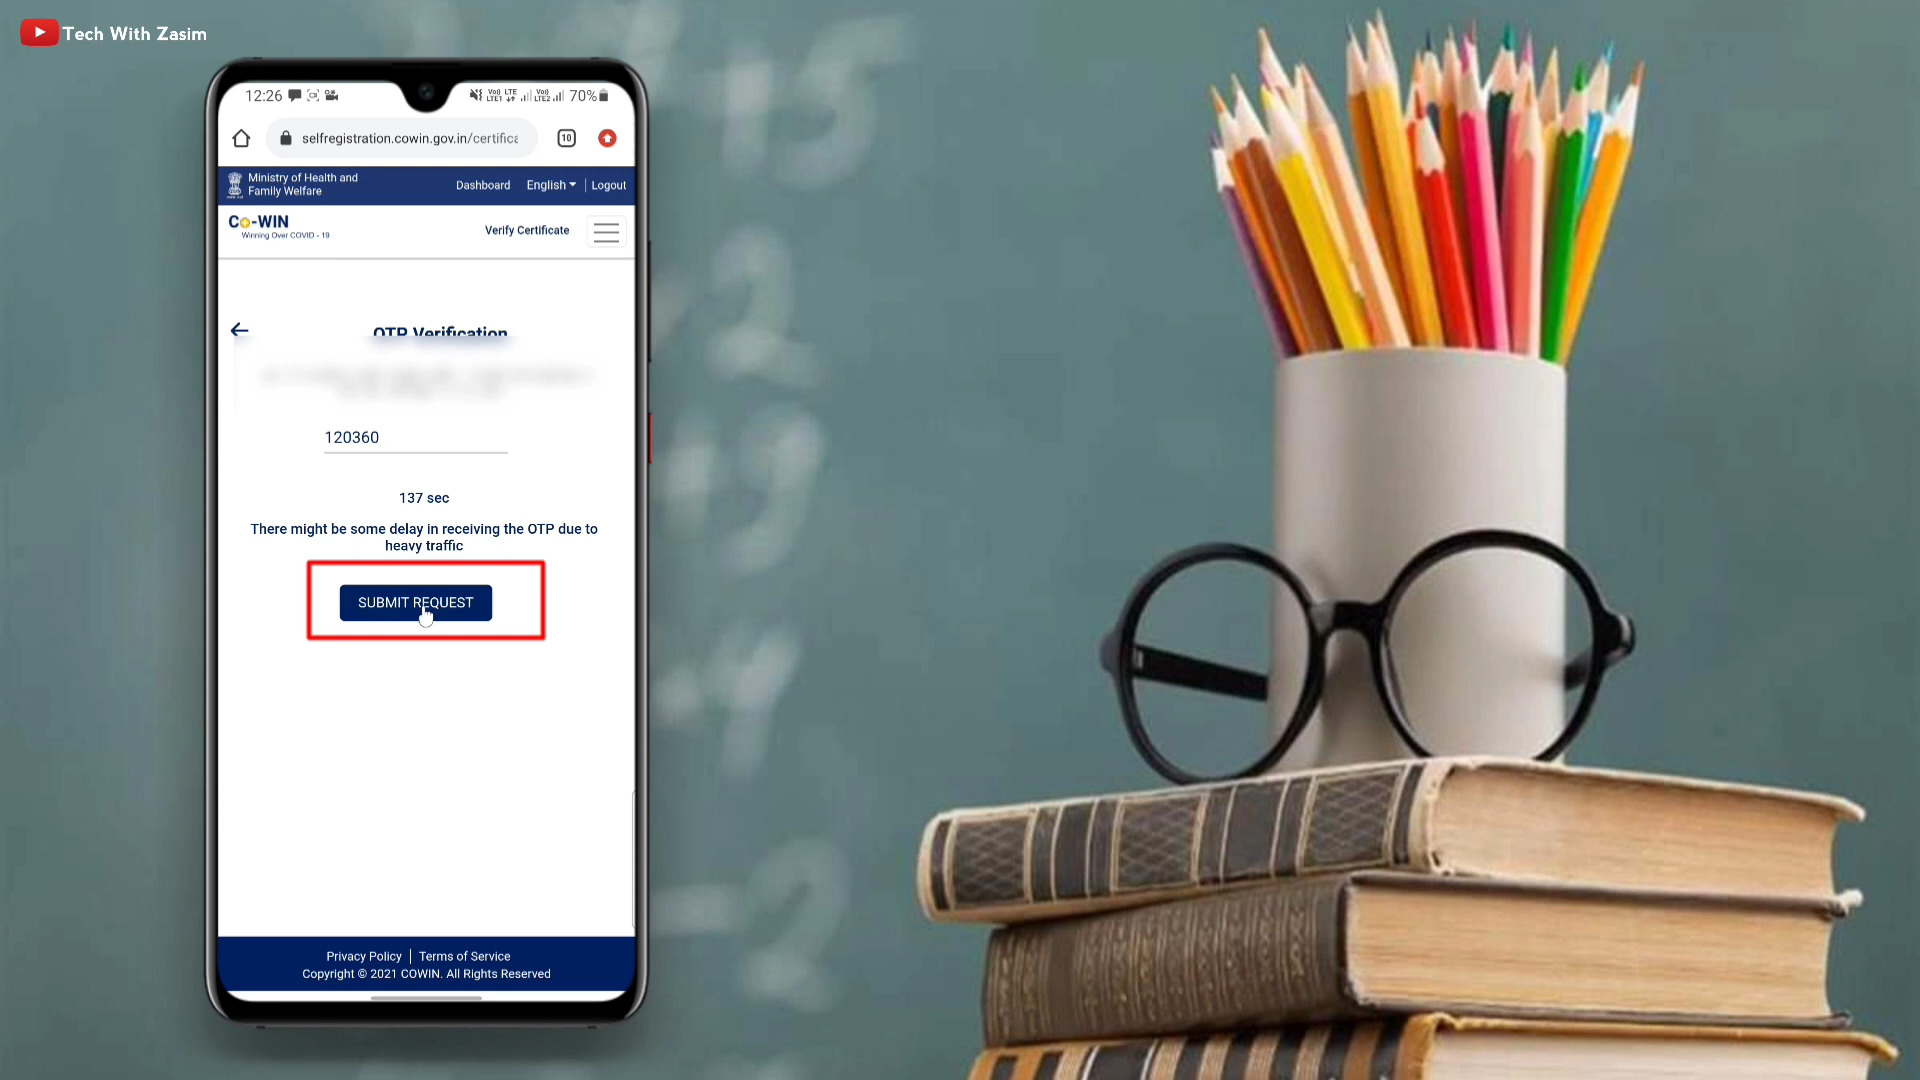 Tech With Zasim
12:26 70%
selfregistration.cowin.gov.in/certifica 10
Ministry of Health and
Family Welfare
Dashboard English Logout
Co-WIN
Winning Over COVID - 19
Verify Certificate
OTP Verification
120360
137 sec
There might be some delay in receiving the OTP due to
heavy traffic
SUBMIT REQUEST
Privacy Policy | Terms of Service
Copyright © 2021 COWIN. All Rights Reserved